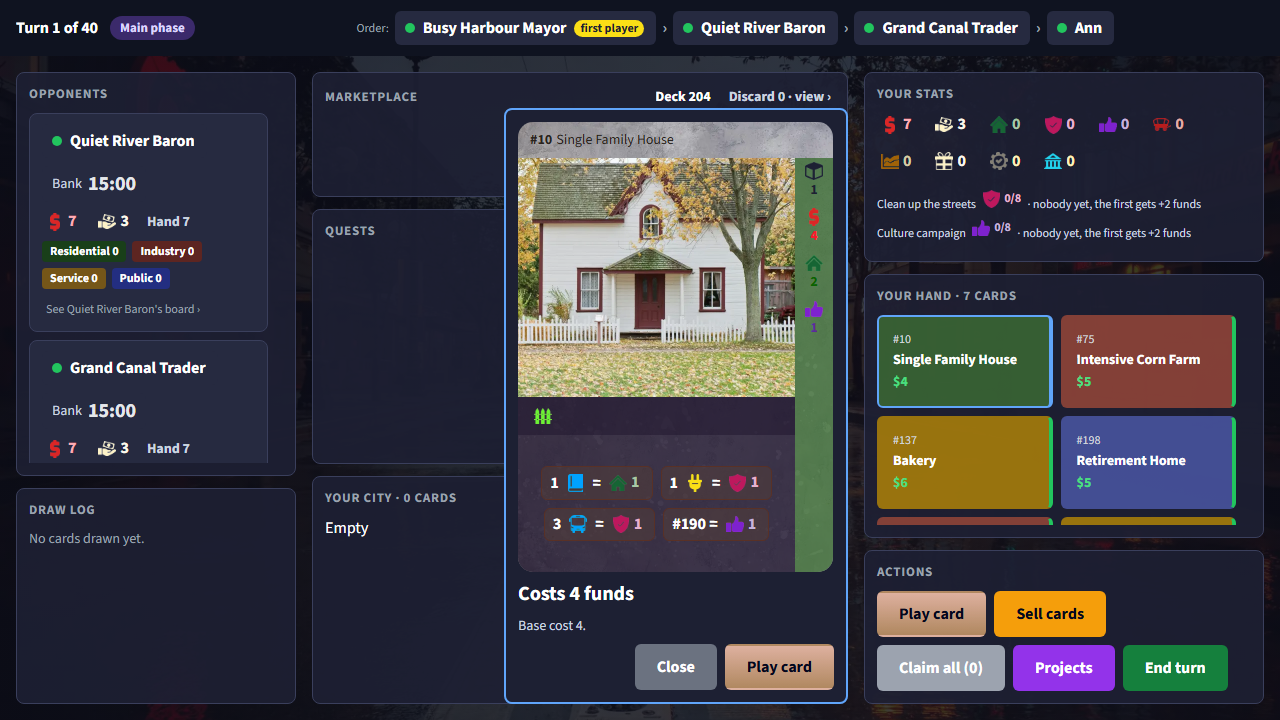 Turn 1 of 40 Main phase Order: Busy Harbour Mayor first player › Quiet River Baron › Grand Canal Trader › Ann
OPPONENTS
Quiet River Baron
Bank 15:00
7 3 Hand 7
Residential 0 Industry 0
Service 0 Public 0
See Quiet River Baron's board ›
Grand Canal Trader
Bank 15:00
7 3 Hand 7
DRAW LOG
No cards drawn yet.
MARKETPLACE Deck 204 Discard 0 · view ›
QUESTS
YOUR CITY · 0 CARDS
Empty
#10 Single Family House
1
4
2
1
1 = 1 1 = 1
3 = 1 #190 = 1
Costs 4 funds
Base cost 4.
Close Play card
YOUR STATS
7 3 0 0 0 0
0 0 0 0
Clean up the streets 0/8 · nobody yet, the first gets +2 funds
Culture campaign 0/8 · nobody yet, the first gets +2 funds
YOUR HAND · 7 CARDS
#10 #75
Single Family House Intensive Corn Farm
$4 $5
#137 #198
Bakery Retirement Home
$6 $5
ACTIONS
Play card Sell cards
Claim all (0) Projects End turn